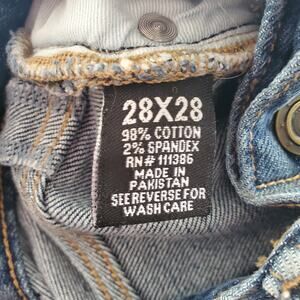 28X28
98% COTTON
2% SPANDEX
RN# 111386
MADE IN
PAKISTAN
SEE REVERSE FOR
WASH CARE